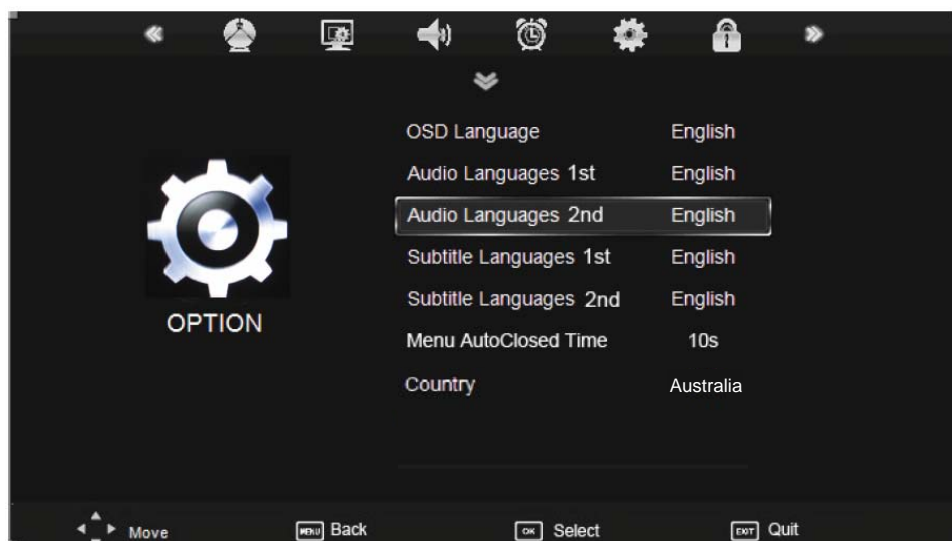 OSD Language English
Audio Languages 1st English
Audio Languages 2nd English
Subtitle Languages 1st English
Subtitle Languages 2nd English
Menu AutoClosed Time 10s
Country Australia
OPTION
Move MENU Back OK Select EXIT Quit